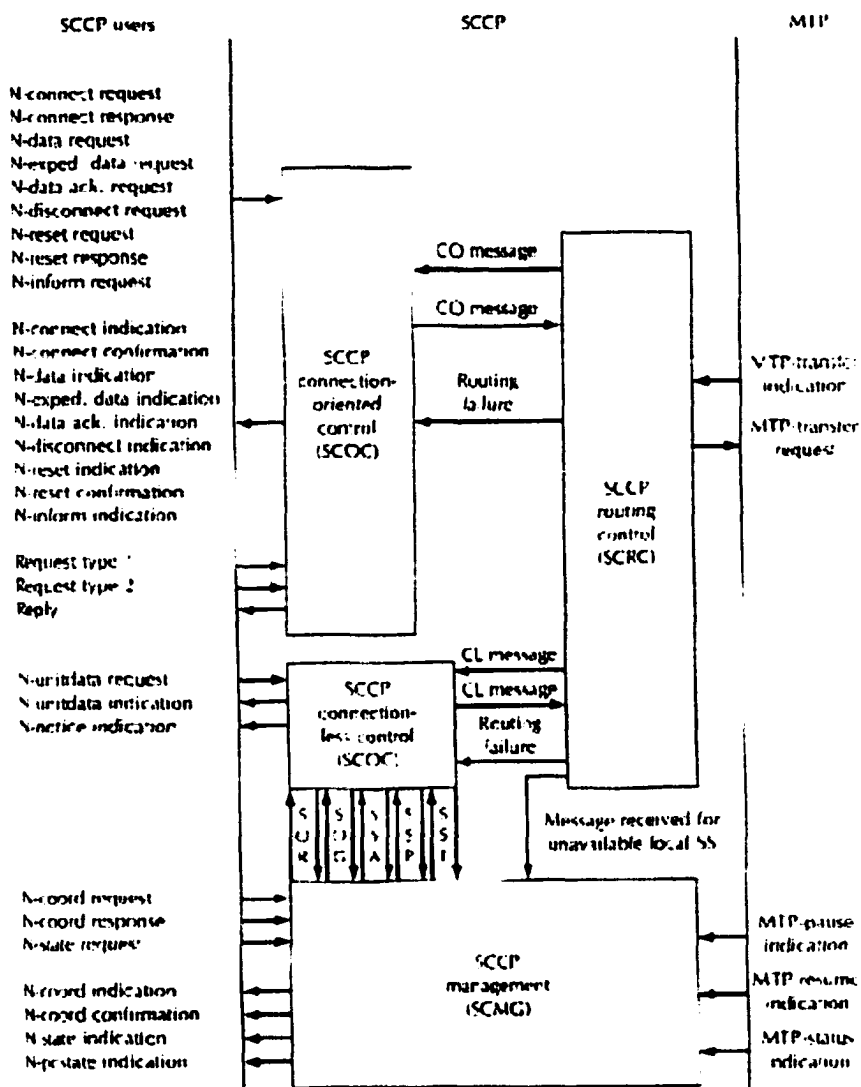 SCCP users
SCCP
MTP
N-connect request
N-connect response
N-data request
N-exped. data request
N-data ack. request
N-disconnect request
N-reset request
N-reset response
N-inform request
N-connect indication
N-connect confirmation
N-data indication
N-exped. data indication
N-data ack. indication
N-disconnect indication
N-reset indication
N-reset confirmation
N-inform indication
Request type 1
Request type 2
Reply
CO message
CO message
Routing
failure
SCCP
connection-
oriented
control
(SCOC)
SCCP
routing
control
(SCRC)
MTP-transfer
indication
MTP-transfer
request
N-unitdata request
N-unitdata indication
N-notice indication
SCCP
connection-
less control
(SCOC)
CL message
CL message
Routing
failure
SOR
SOG
SSA
SSP
SST
Message received for
unavailable local SS
N-coord request
N-coord response
N-state request
N-coord indication
N-coord confirmation
N state indication
N-pcstate indication
SCCP
management
(SCMG)
MTP-pause
indication
MTP-resume
indication
MTP-status
indication